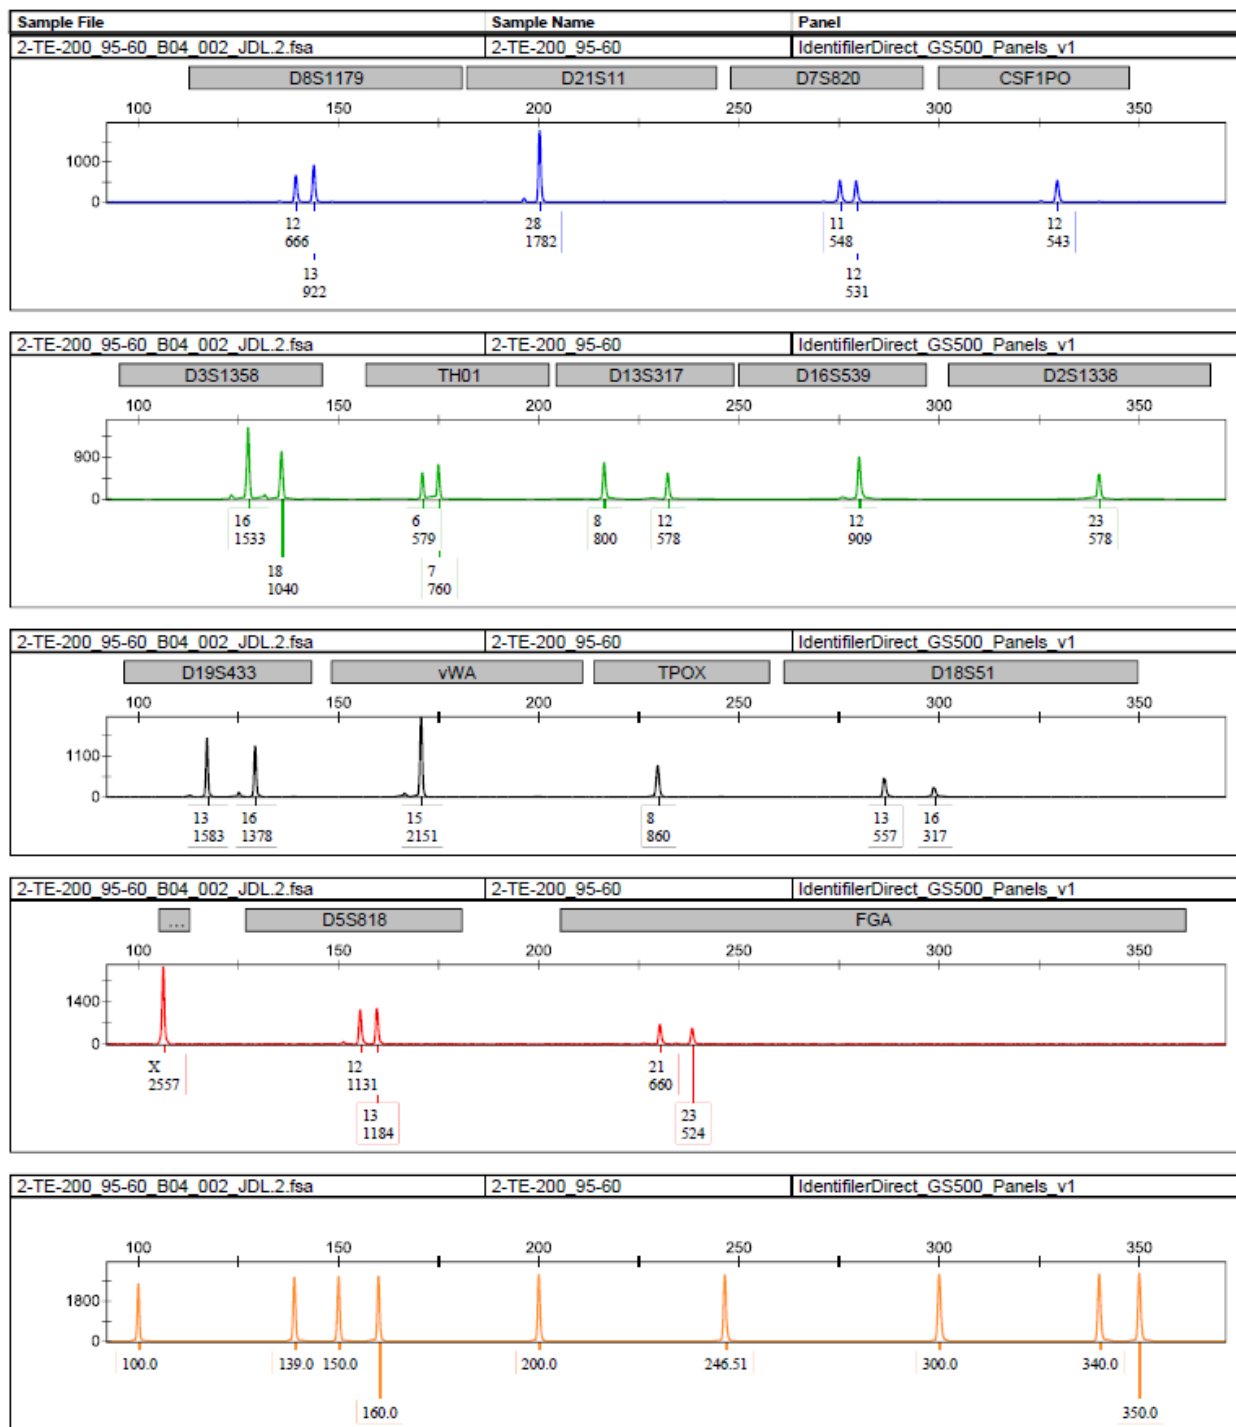 Sample File Sample Name Panel
2-TE-200_95-60_B04_002_JDL.2.fsa 2-TE-200_95-60 IdentifilerDirect_GS500_Panels_v1
D8S1179 D21S11 D7S820 CSF1PO
100 150 200 250 300 350
1000
0
12 28 11 12
666 1782 548 543
13 12
922 531
2-TE-200_95-60_B04_002_JDL.2.fsa 2-TE-200_95-60 IdentifilerDirect_GS500_Panels_v1
D3S1358 TH01 D13S317 D16S539 D2S1338
100 150 200 250 300 350
900
0
16 6 8 12 12 23
1533 579 800 578 909 578
18 7
1040 760
2-TE-200_95-60_B04_002_JDL.2.fsa 2-TE-200_95-60 IdentifilerDirect_GS500_Panels_v1
D19S433 vWA TPOX D18S51
100 150 200 250 300 350
1100
0
13 16 15 8 13 16
1583 1378 2151 860 557 317
2-TE-200_95-60_B04_002_JDL.2.fsa 2-TE-200_95-60 IdentifilerDirect_GS500_Panels_v1
... D5S818 FGA
100 150 200 250 300 350
1400
0
X 12 21
2557 1131 660
13 23
1184 524
2-TE-200_95-60_B04_002_JDL.2.fsa 2-TE-200_95-60 IdentifilerDirect_GS500_Panels_v1
100 150 200 250 300 350
1800
0
100.0 139.0 150.0 200.0 246.51 300.0 340.0
160.0 350.0